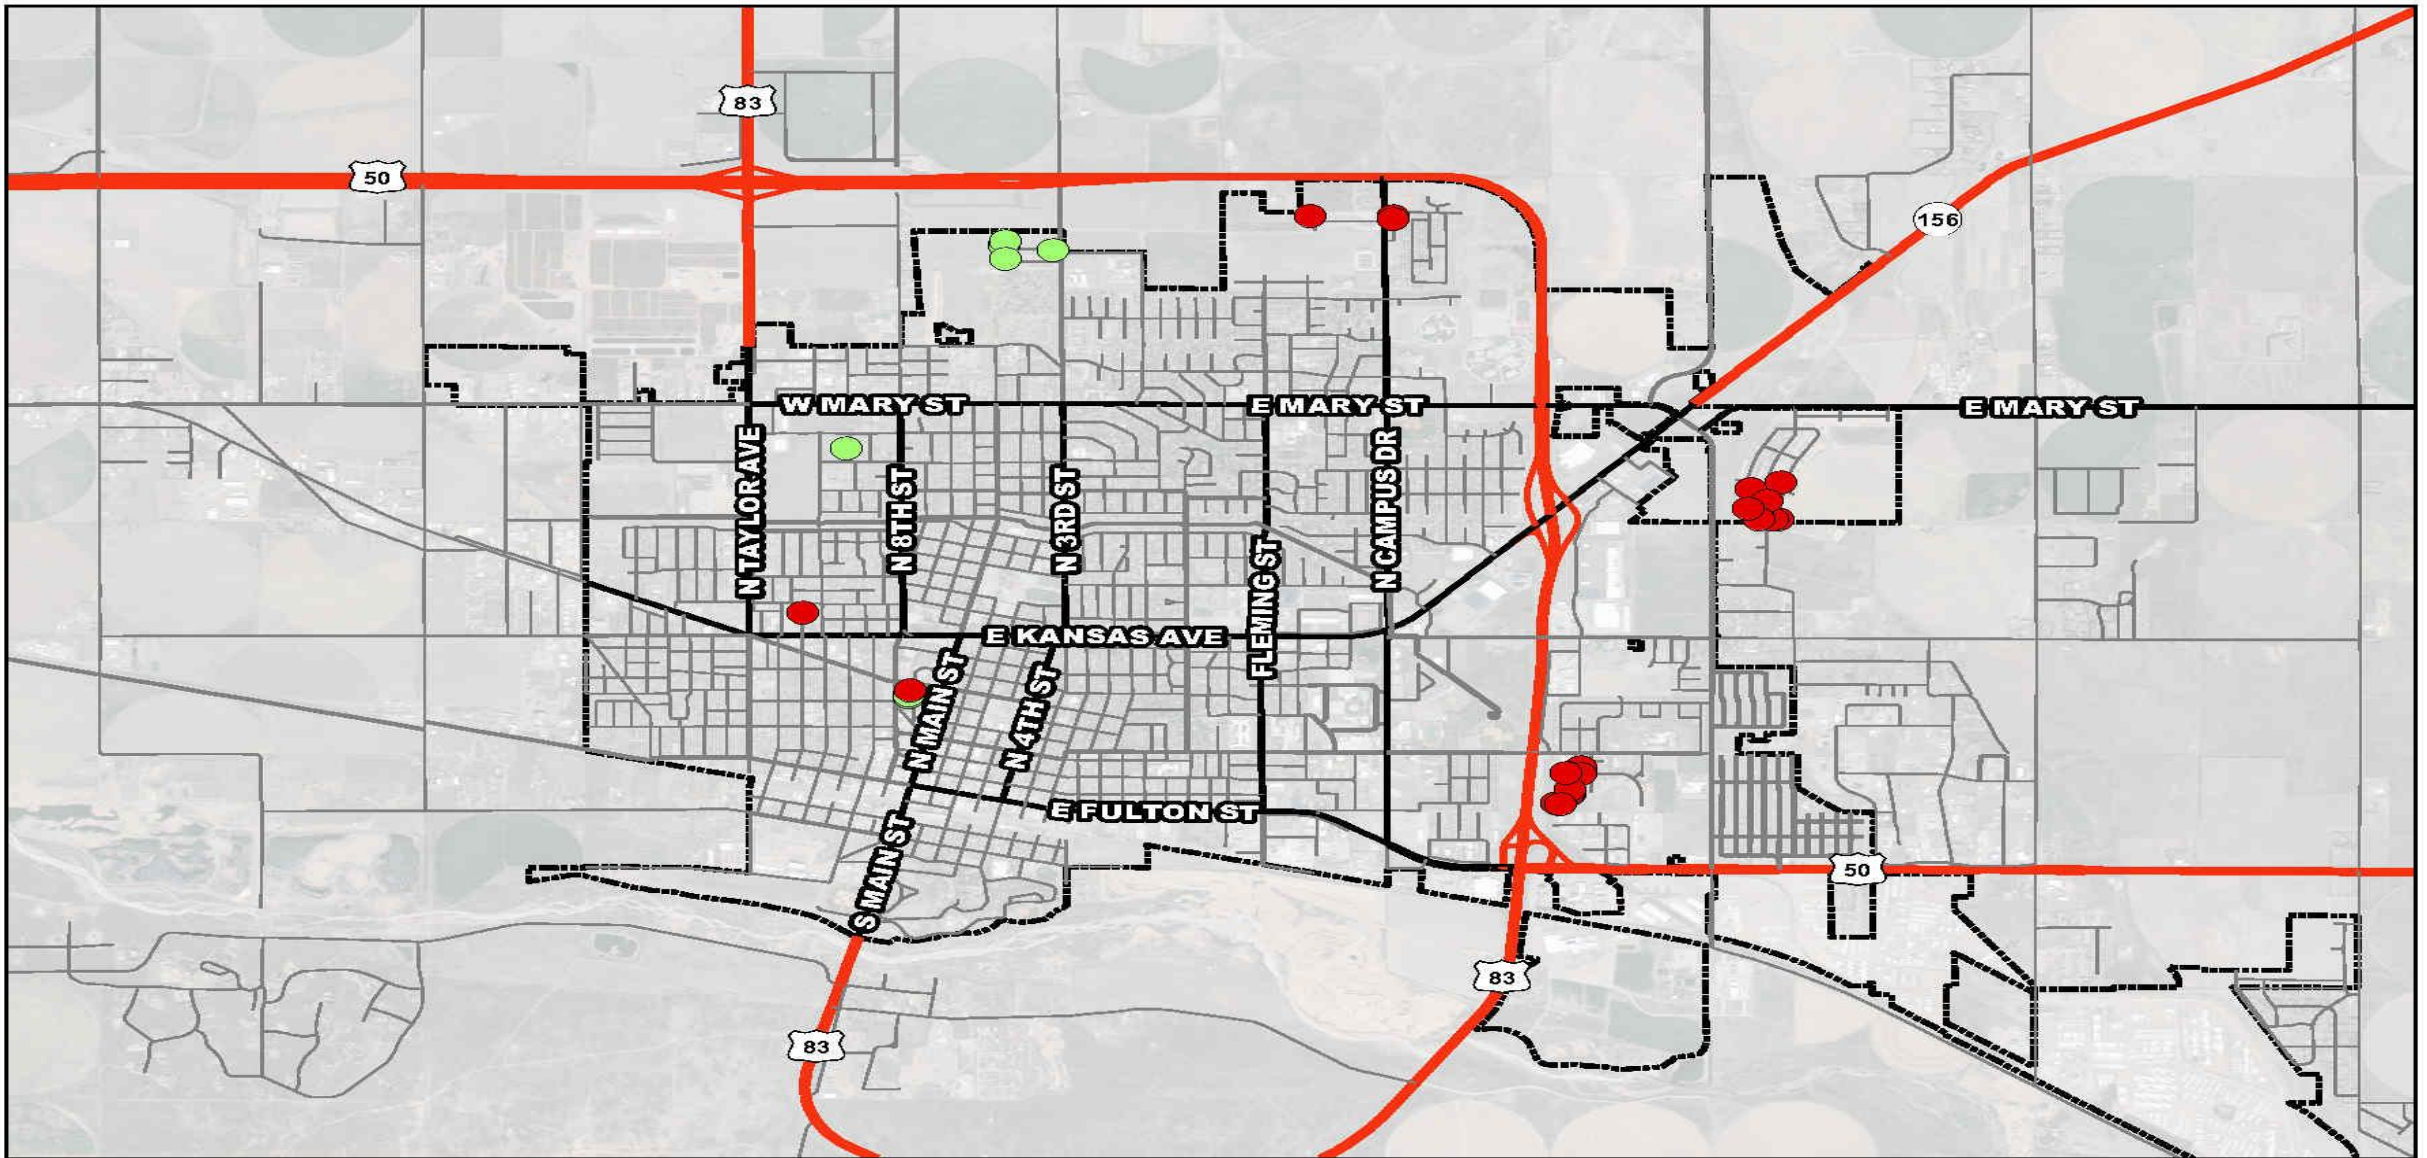 83
50
156
W MARY ST
E MARY ST
E MARY ST
N TAYLOR AVE
N 8TH ST
N 3RD ST
FLEMING ST
N CAMPUS DR
E KANSAS AVE
N MAIN ST
N 4TH ST
E FULTON ST
S MAIN ST
50
83
83